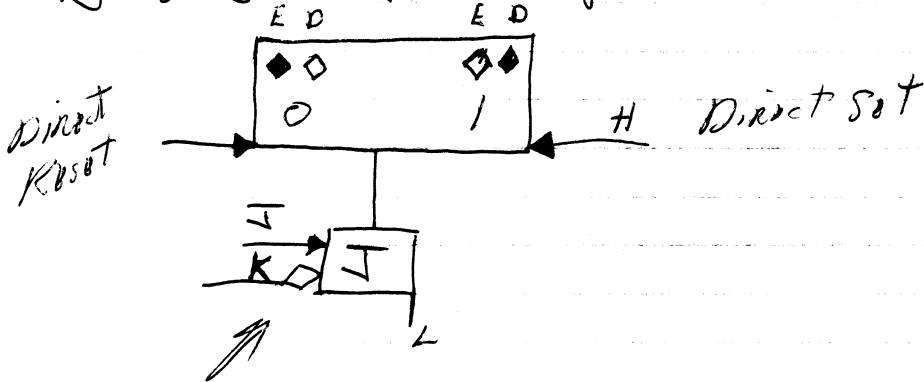 E D E D
0 1
Direct Reset H Direct Set
J
K J
L